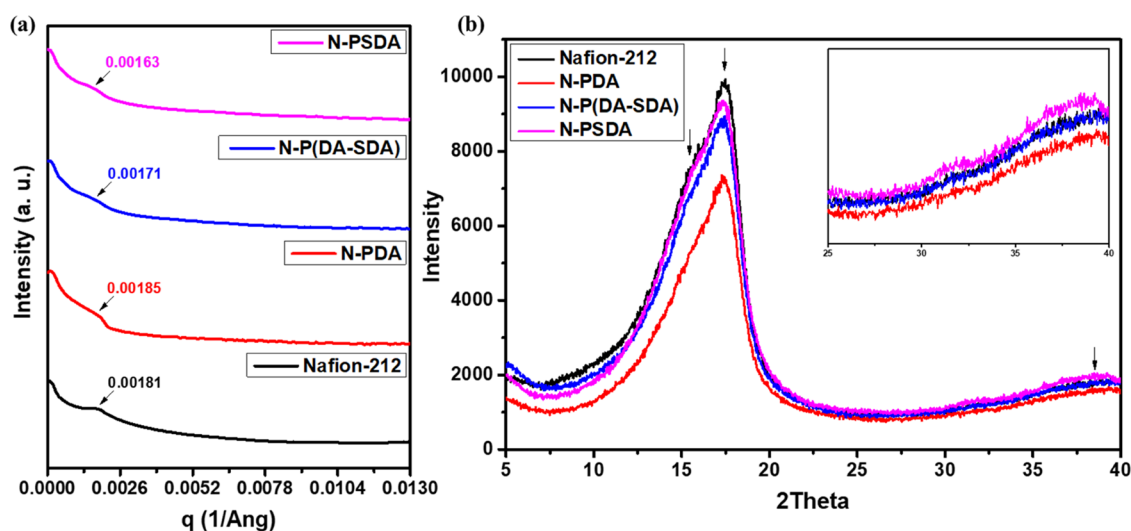 (a)
N-PSDA
0.00163
N-P(DA-SDA)
0.00171
N-PDA
0.00185
Nafion-212
0.00181
Intensity (a. u.)
0.0000 0.0026 0.0052 0.0078 0.0104 0.0130
q (1/Ang)
(b)
Nafion-212
N-PDA
N-P(DA-SDA)
N-PSDA
10000
8000
6000
4000
2000
0
Intensity
5 10 15 20 25 30 35 40
2Theta
25 30 35 40